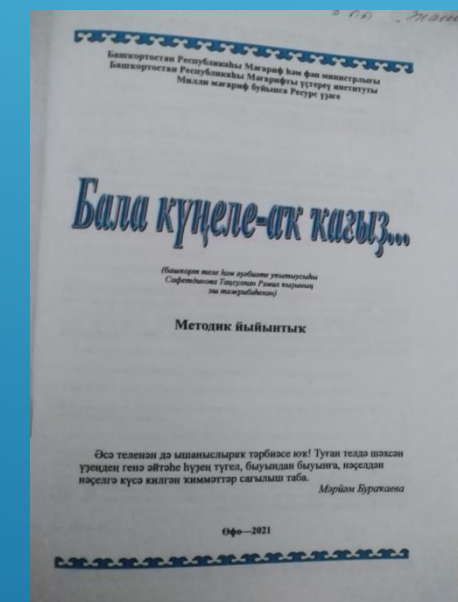 Башҡортостан Республикаһы Мәғариф һәм фән министрлығы
Башҡортостан Республикаһы Мәғарифты үҫтереү институты
Милли мәғариф буйынса Ресурс үҙәге
Бала күңеле-аҡ ҡағыҙ...
(башҡорт теле һәм әҙәбиәте уҡытыусыһы
Сафетдинова Таңсулпан Рәмил ҡыҙының
эш тәжрибәһенән)
Методик йыйынтыҡ
Әсә теленән дә ышаныслыраҡ тәрбиәсе юҡ! Туған телдә шәхсән
үҙеңдең генә әйтәһе һүҙең түгел, быуындан быуынға, нәҫелдән
нәҫелгә күсә килгән ҡиммәттәр сағылыш таба.
Мәрйәм Бураҡаева
Өфө—2021